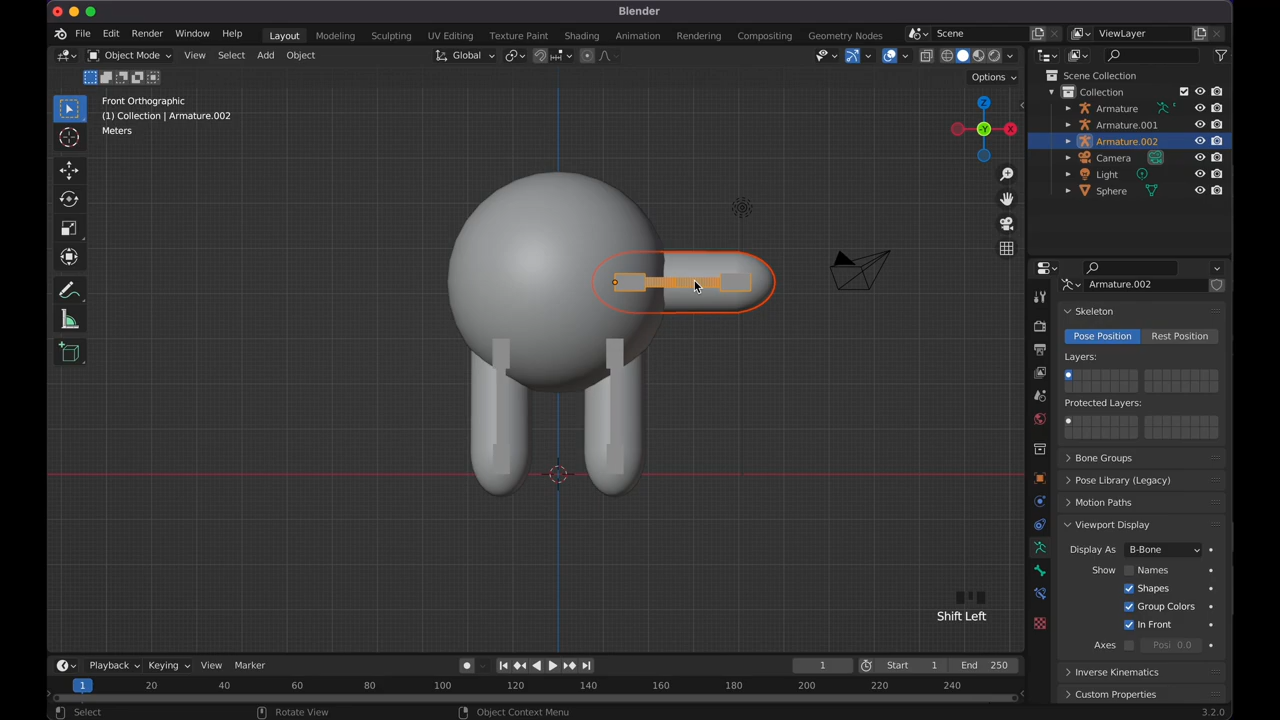 Blender
File Edit Render Window Help Layout Modeling Sculpting UV Editing Texture Paint Shading Animation Rendering Compositing Geometry Nodes Scene ViewLayer
Object Mode View Select Add Object Global
Options
Front Orthographic
(1) Collection | Armature.002
Meters
Z
-Y
X
Scene Collection
Collection
Armature
Armature.001
Armature.002
Camera
Light
Sphere
Armature.002
Skeleton
Pose Position Rest Position
Layers:
Protected Layers:
Bone Groups
Pose Library (Legacy)
Motion Paths
Viewport Display
Display As B-Bone
Show Names
Shapes
Group Colors
In Front
Axes Posi 0.0
Inverse Kinematics
Custom Properties
Shift Left
Playback Keying View Marker 1 Start 1 End 250
1 20 40 60 80 100 120 140 160 180 200 220 240
Select Rotate View Object Context Menu 3.2.0